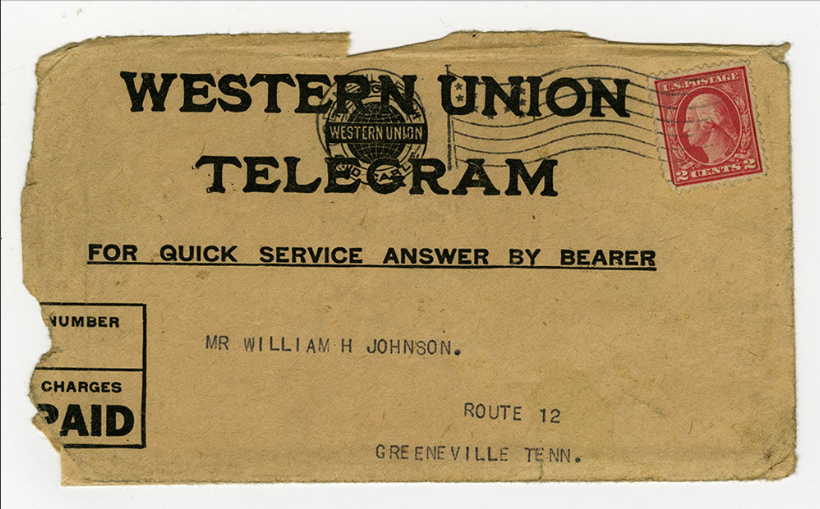 WESTERN UNION
WESTERN UNION
TELEGRAM
U.S. POSTAGE
2 CENTS 2
FOR QUICK SERVICE ANSWER BY BEARER
NUMBER
CHARGES
PAID
MR WILLIAM H JOHNSON.
ROUTE 12
GREENEVILLE TENN.